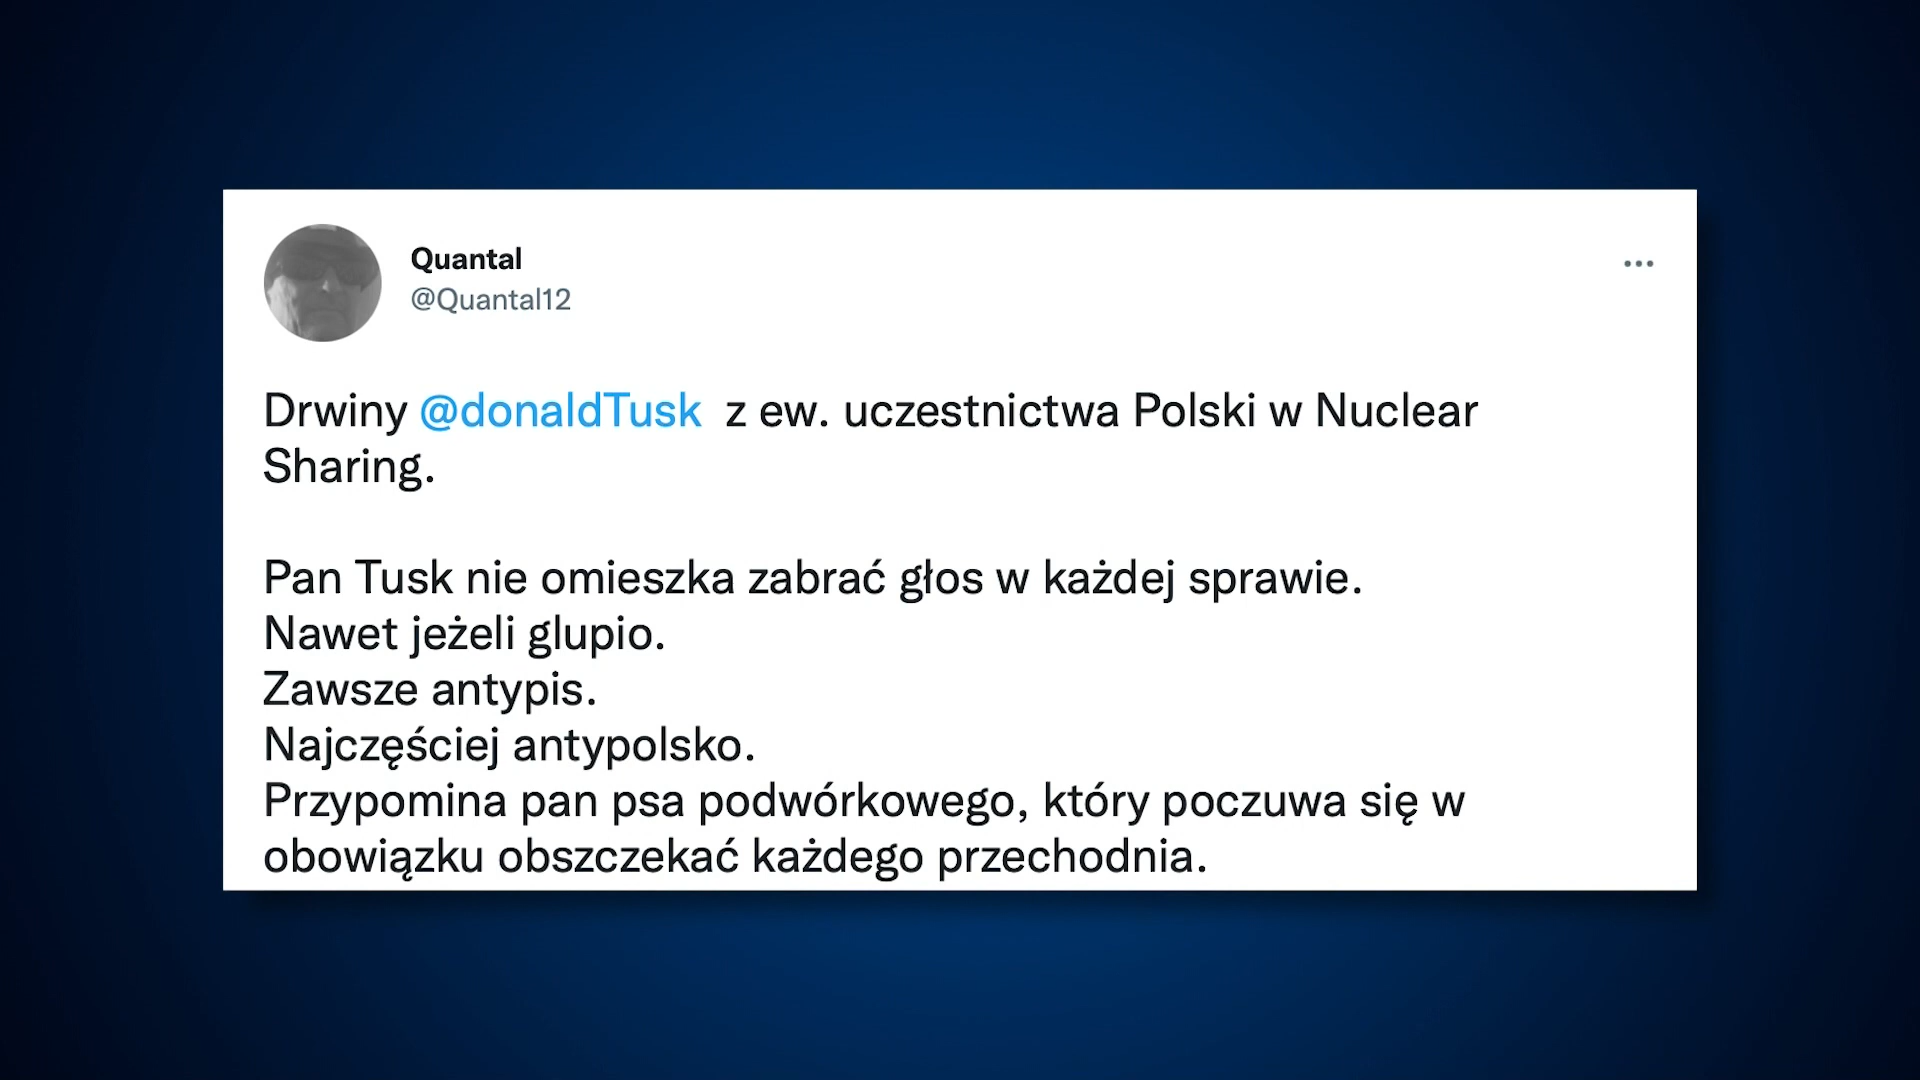 Quantal
@Quantal12
Drwiny @donaldTusk z ew. uczestnictwa Polski w Nuclear
Sharing.
Pan Tusk nie omieszka zabrać głos w każdej sprawie.
Nawet jeżeli glupio.
Zawsze antypis.
Najczęściej antypolsko.
Przypomina pan psa podwórkowego, który poczuwa się w
obowiązku obszczekać każdego przechodnia.